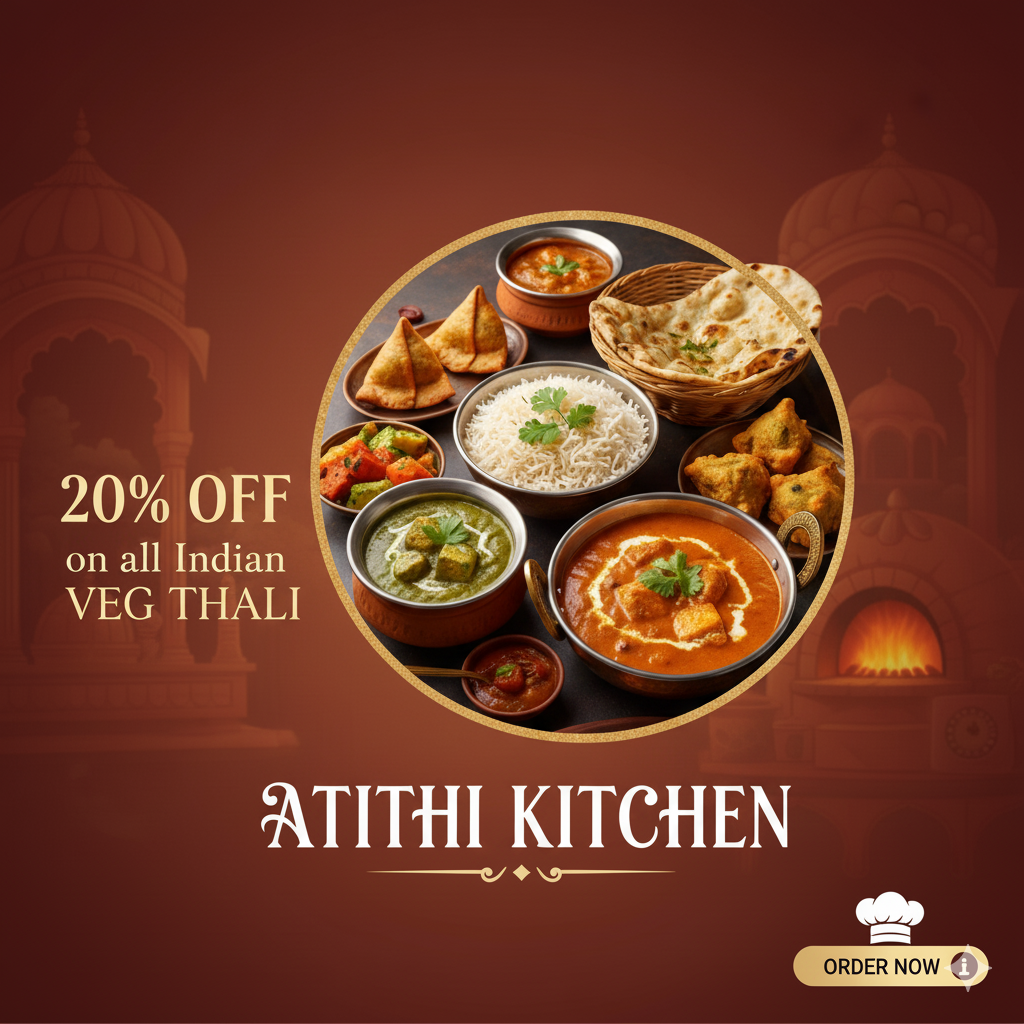 20% OFF
on all Indian
VEG THALI
ATITHI KITCHEN
ORDER NOW i